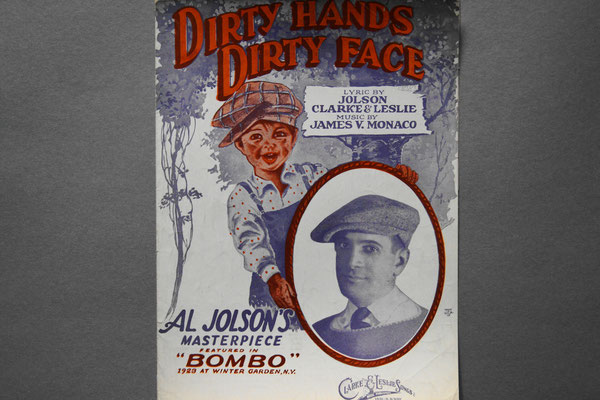 DIRTY HANDS
DIRTY FACE
LYRIC BY
JOLSON
CLARKE & LESLIE
MUSIC BY
JAMES V. MONACO
AL JOLSON'S
MASTERPIECE
FEATURED IN
"BOMBO"
1923 AT WINTER GARDEN, N.Y.
CLARKE & LESLIE SONGS